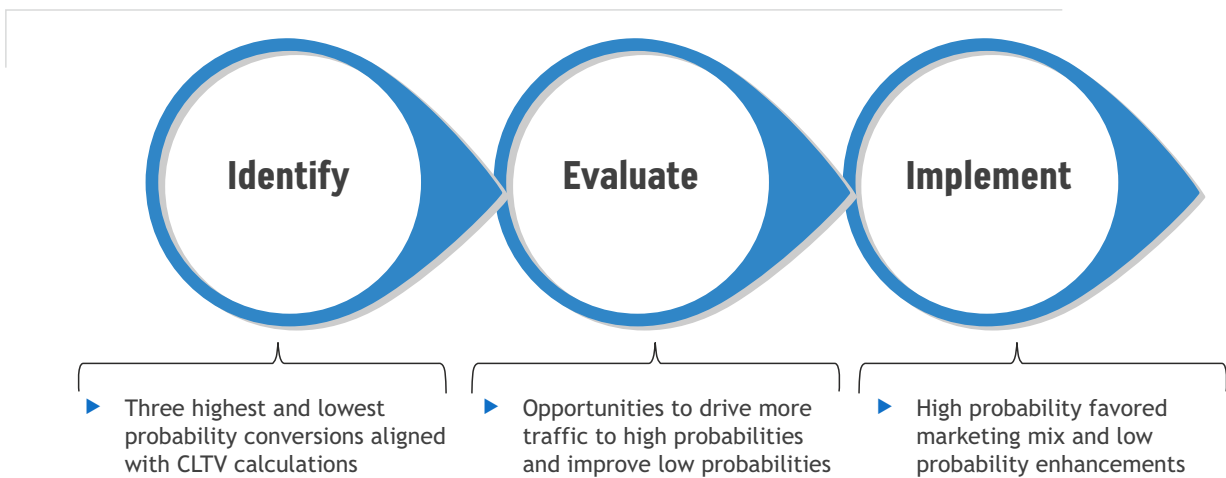 Identify
Evaluate
Implement
Three highest and lowest
probability conversions aligned
with CLTV calculations
Opportunities to drive more
traffic to high probabilities
and improve low probabilities
High probability favored
marketing mix and low
probability enhancements